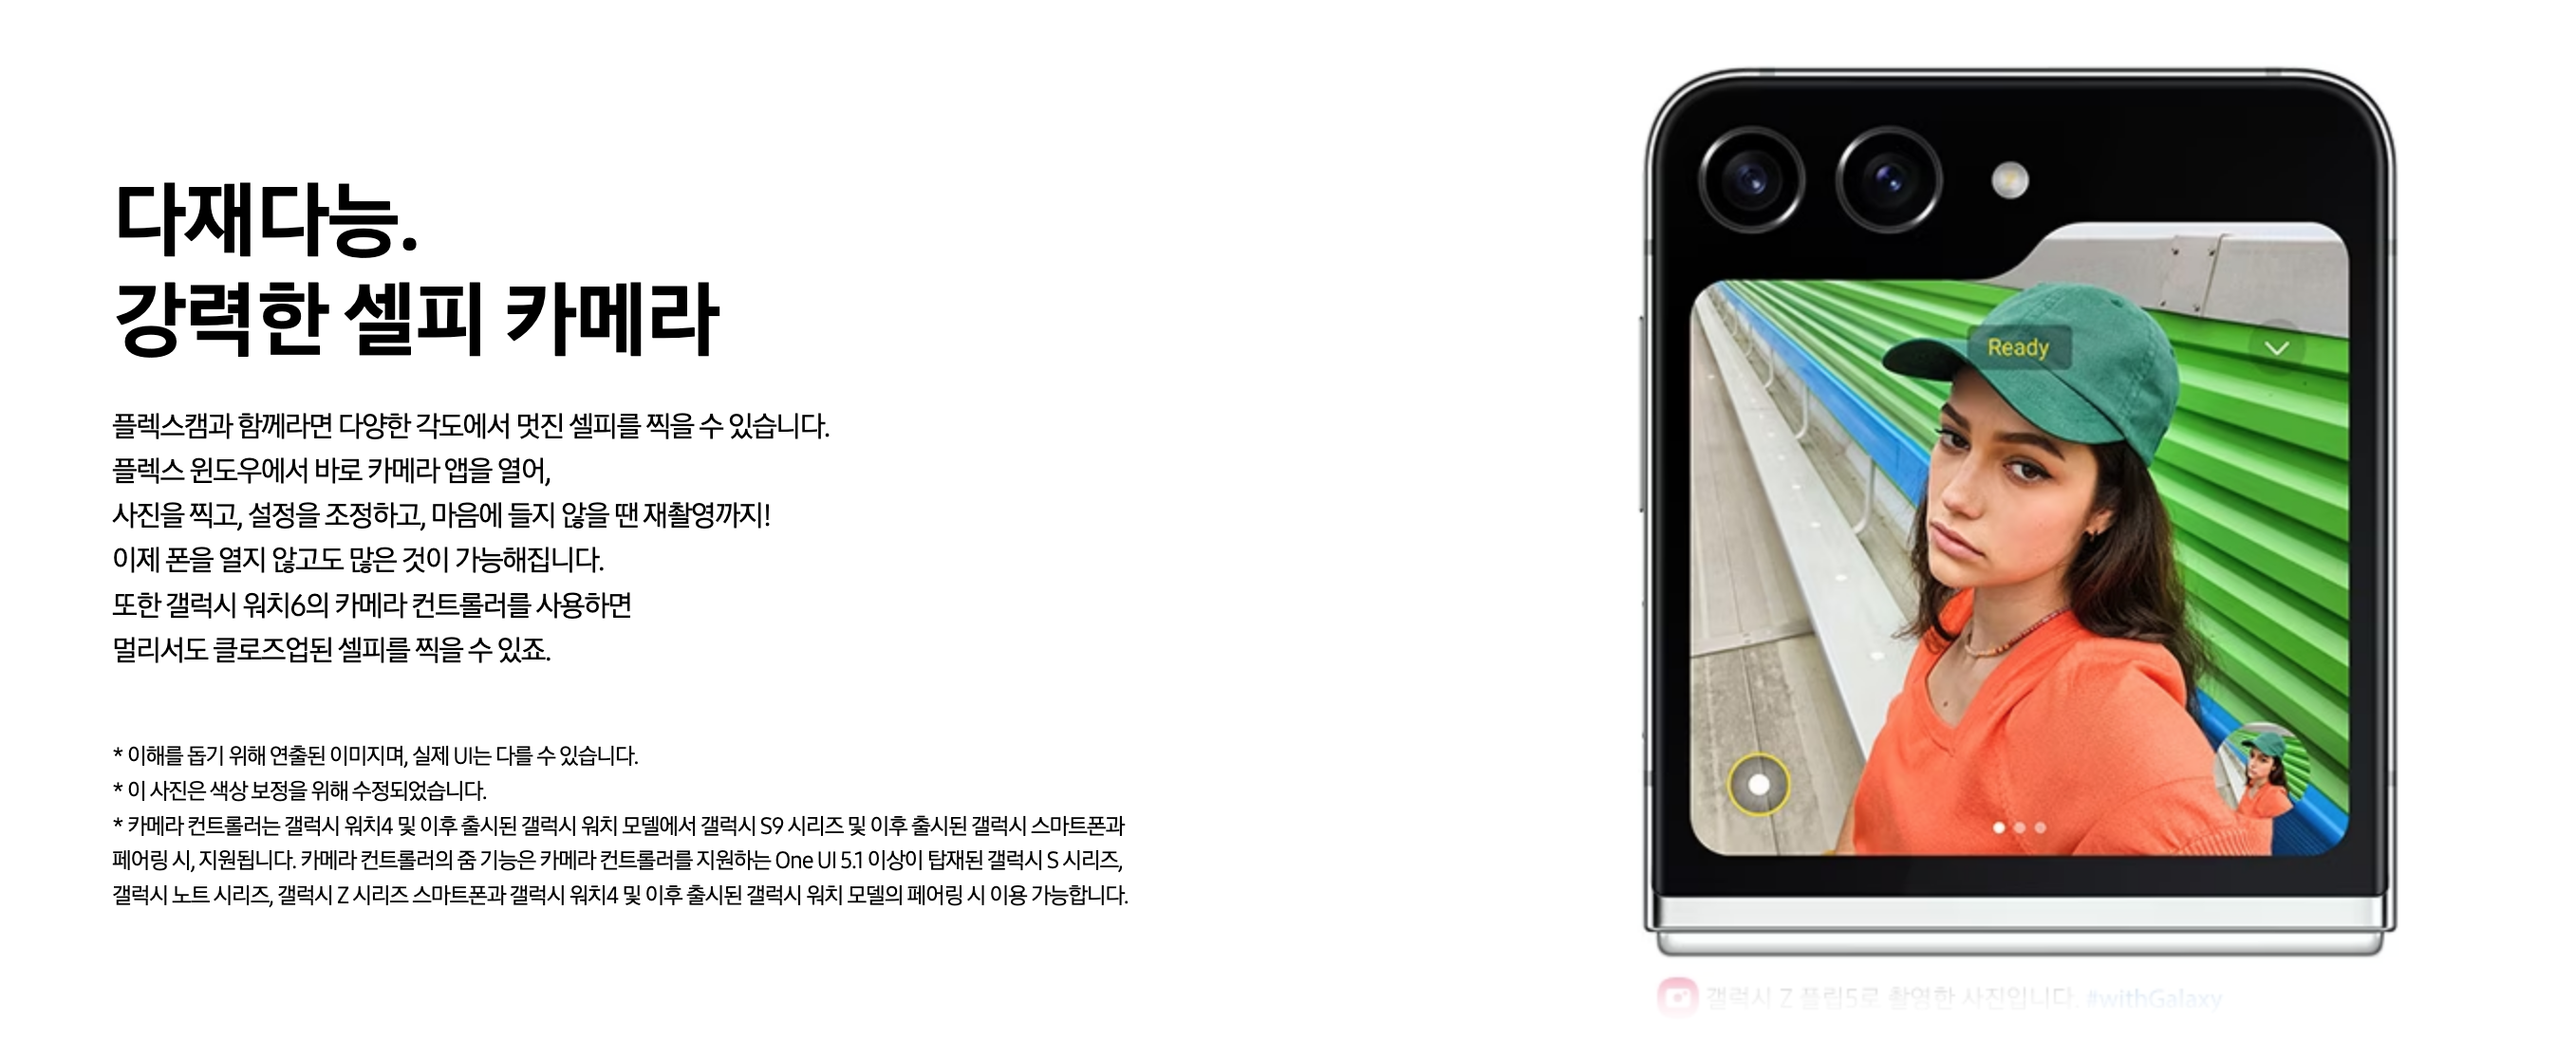 다재다능.
강력한 셀피 카메라
플렉스캠과 함께라면 다양한 각도에서 멋진 셀피를 찍을 수 있습니다.
플렉스 윈도우에서 바로 카메라 앱을 열어,
사진을 찍고, 설정을 조정하고, 마음에 들지 않을 땐 재촬영까지!
이제 폰을 열지 않고도 많은 것이 가능해집니다.
또한 갤럭시 워치6의 카메라 컨트롤러를 사용하면
멀리서도 클로즈업된 셀피를 찍을 수 있죠.
* 이해를 돕기 위해 연출된 이미지며, 실제 UI는 다를 수 있습니다.
* 이 사진은 색상 보정을 위해 수정되었습니다.
* 카메라 컨트롤러는 갤럭시 워치4 및 이후 출시된 갤럭시 워치 모델에서 갤럭시 S9 시리즈 및 이후 출시된 갤럭시 스마트폰과
페어링 시, 지원됩니다. 카메라 컨트롤러의 줌 기능은 카메라 컨트롤러를 지원하는 One UI 5.1 이상이 탑재된 갤럭시 S 시리즈,
갤럭시 노트 시리즈, 갤럭시 Z 시리즈 스마트폰과 갤럭시 워치4 및 이후 출시된 갤럭시 워치 모델의 페어링 시 이용 가능합니다.
Ready
갤럭시 Z 플립5로 촬영한 사진입니다. #withGalaxy